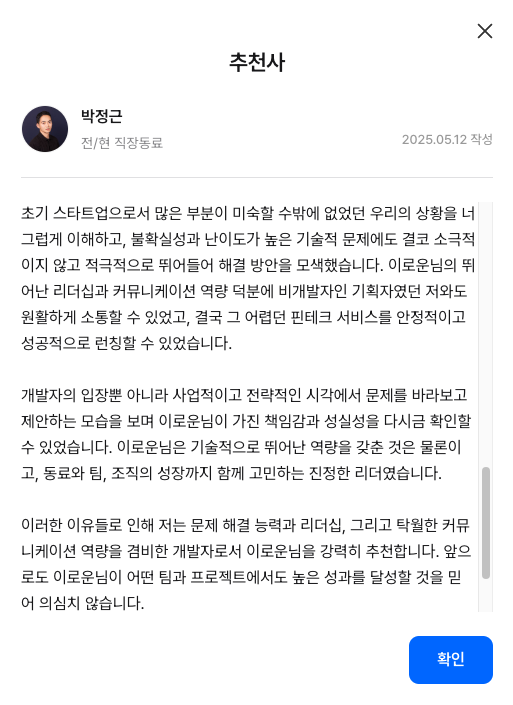 추천사
박정근
전/현 직장동료
2025.05.12 작성
초기 스타트업으로서 많은 부분이 미숙할 수밖에 없었던 우리의 상황을 너
그럽게 이해하고, 불확실성과 난이도가 높은 기술적 문제에도 결코 소극적
이지 않고 적극적으로 뛰어들어 해결 방안을 모색했습니다. 이로운님의 뛰
어난 리더십과 커뮤니케이션 역량 덕분에 비개발자인 기획자였던 저와도
원활하게 소통할 수 있었고, 결국 그 어렵던 핀테크 서비스를 안정적이고
성공적으로 런칭할 수 있었습니다.
개발자의 입장뿐 아니라 사업적이고 전략적인 시각에서 문제를 바라보고
제안하는 모습을 보며 이로운님이 가진 책임감과 성실성을 다시금 확인할
수 있었습니다. 이로운님은 기술적으로 뛰어난 역량을 갖춘 것은 물론이
고, 동료와 팀, 조직의 성장까지 함께 고민하는 진정한 리더였습니다.
이러한 이유들로 인해 저는 문제 해결 능력과 리더십, 그리고 탁월한 커뮤
니케이션 역량을 겸비한 개발자로서 이로운님을 강력히 추천합니다. 앞으
로도 이로운님이 어떤 팀과 프로젝트에서도 높은 성과를 달성할 것을 믿
어 의심치 않습니다.
확인